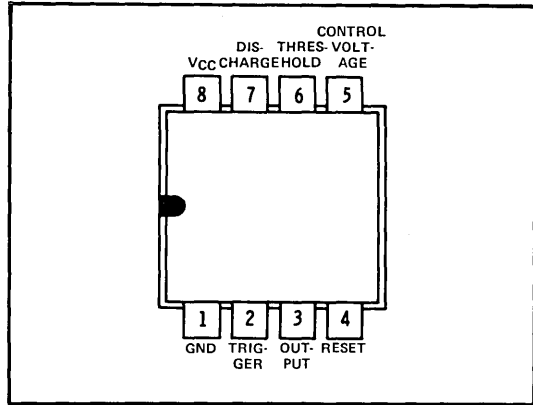 CONTROL
DIS- THRES- VOLT-
VCC CHARGE HOLD AGE
8 7 6 5
1 2 3 4
GND TRIG- OUT- RESET
GER PUT